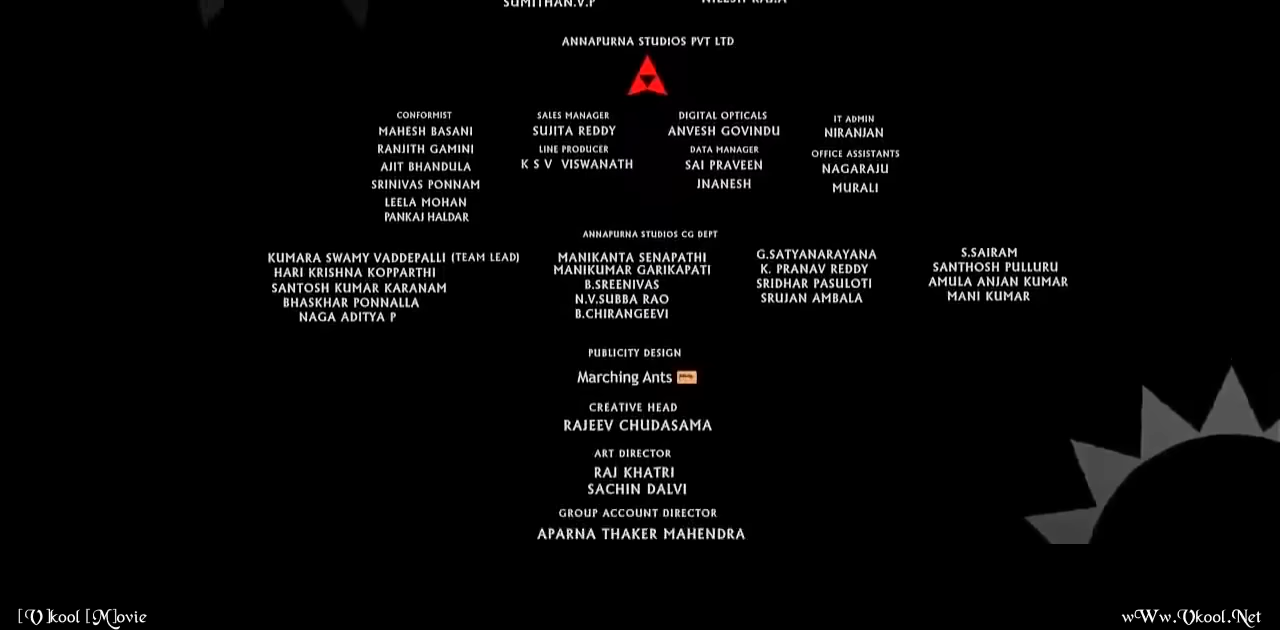 SUMITHAN.V.P
ANNAPURNA STUDIOS PVT LTD
CONFORMIST
MAHESH BASANI
RANJITH GAMINI
AJIT BHANDULA
SRINIVAS PONNAM
LEELA MOHAN
PANKAJ HALDAR
SALES MANAGER
SUJITA REDDY
LINE PRODUCER
K S V VISWANATH
DIGITAL OPTICALS
ANVESH GOVINDU
DATA MANAGER
SAI PRAVEEN
JNANESH
IT ADMIN
NIRANJAN
OFFICE ASSISTANTS
NAGARAJU
MURALI
ANNAPURNA STUDIOS CG DEPT
KUMARA SWAMY VADDEPALLI (TEAM LEAD)
HARI KRISHNA KOPPARTHI
SANTOSH KUMAR KARANAM
BHASKHAR PONNALLA
NAGA ADITYA P
MANIKANTA SENAPATHI
MANIKUMAR GARIKAPATI
B.SREENIVAS
N.V.SUBBA RAO
B.CHIRANGEEVI
G.SATYANARAYANA
K. PRANAV REDDY
SRIDHAR PASULOTI
SRUJAN AMBALA
S.SAIRAM
SANTHOSH PULLURU
AMULA ANJAN KUMAR
MANI KUMAR
PUBLICITY DESIGN
Marching Ants
CREATIVE HEAD
RAJEEV CHUDASAMA
ART DIRECTOR
RAJ KHATRI
SACHIN DALVI
GROUP ACCOUNT DIRECTOR
APARNA THAKER MAHENDRA
[V]kool [M]ovie
wWw.Vkool.Net